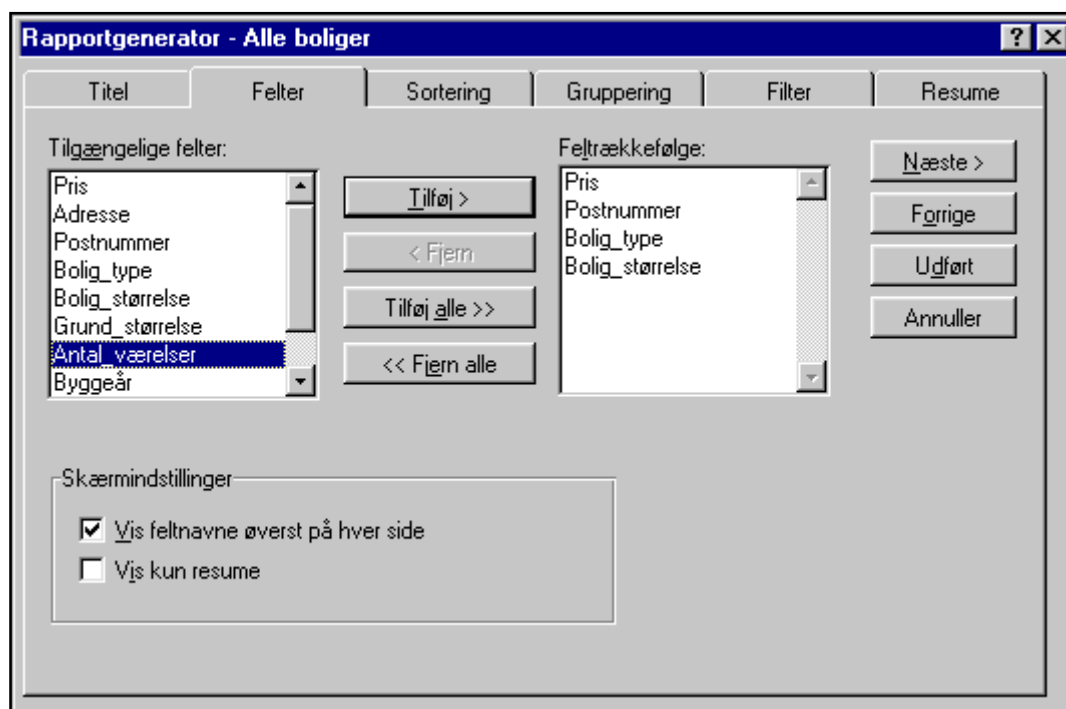 Rapportgenerator - Alle boliger
Titel
Felter
Sortering
Gruppering
Filter
Resume
Tilgængelige felter:
Pris
Adresse
Postnummer
Bolig_type
Bolig_størrelse
Grund_størrelse
Antal_værelser
Byggeår
Tilføj >
< Fjern
Tilføj alle >>
<< Fjern alle
Feltrækkefølge:
Pris
Postnummer
Bolig_type
Bolig_størrelse
Næste >
Forrige
Udført
Annuller
Skærmindstillinger
Vis feltnavne øverst på hver side
Vis kun resume